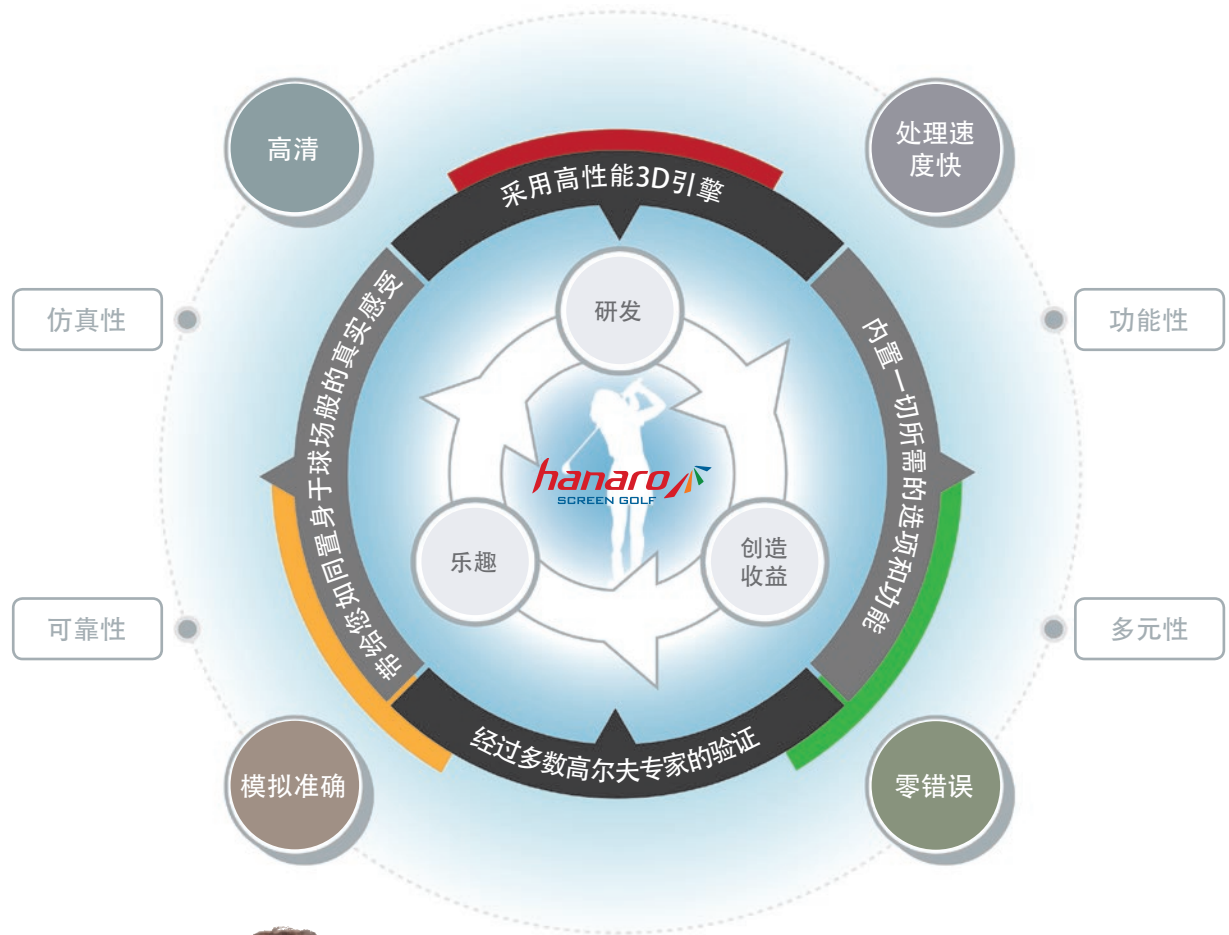 高清
处理速
度快
采用高性能3D引擎
研发
仿真性
功能性
带给您如同置身于球场般的真实感受
内置一切所需的选项和功能
hanaro
SCREEN GOLF
乐趣
创造
收益
可靠性
多元性
经过多数高尔夫专家的验证
模拟准确
零错误